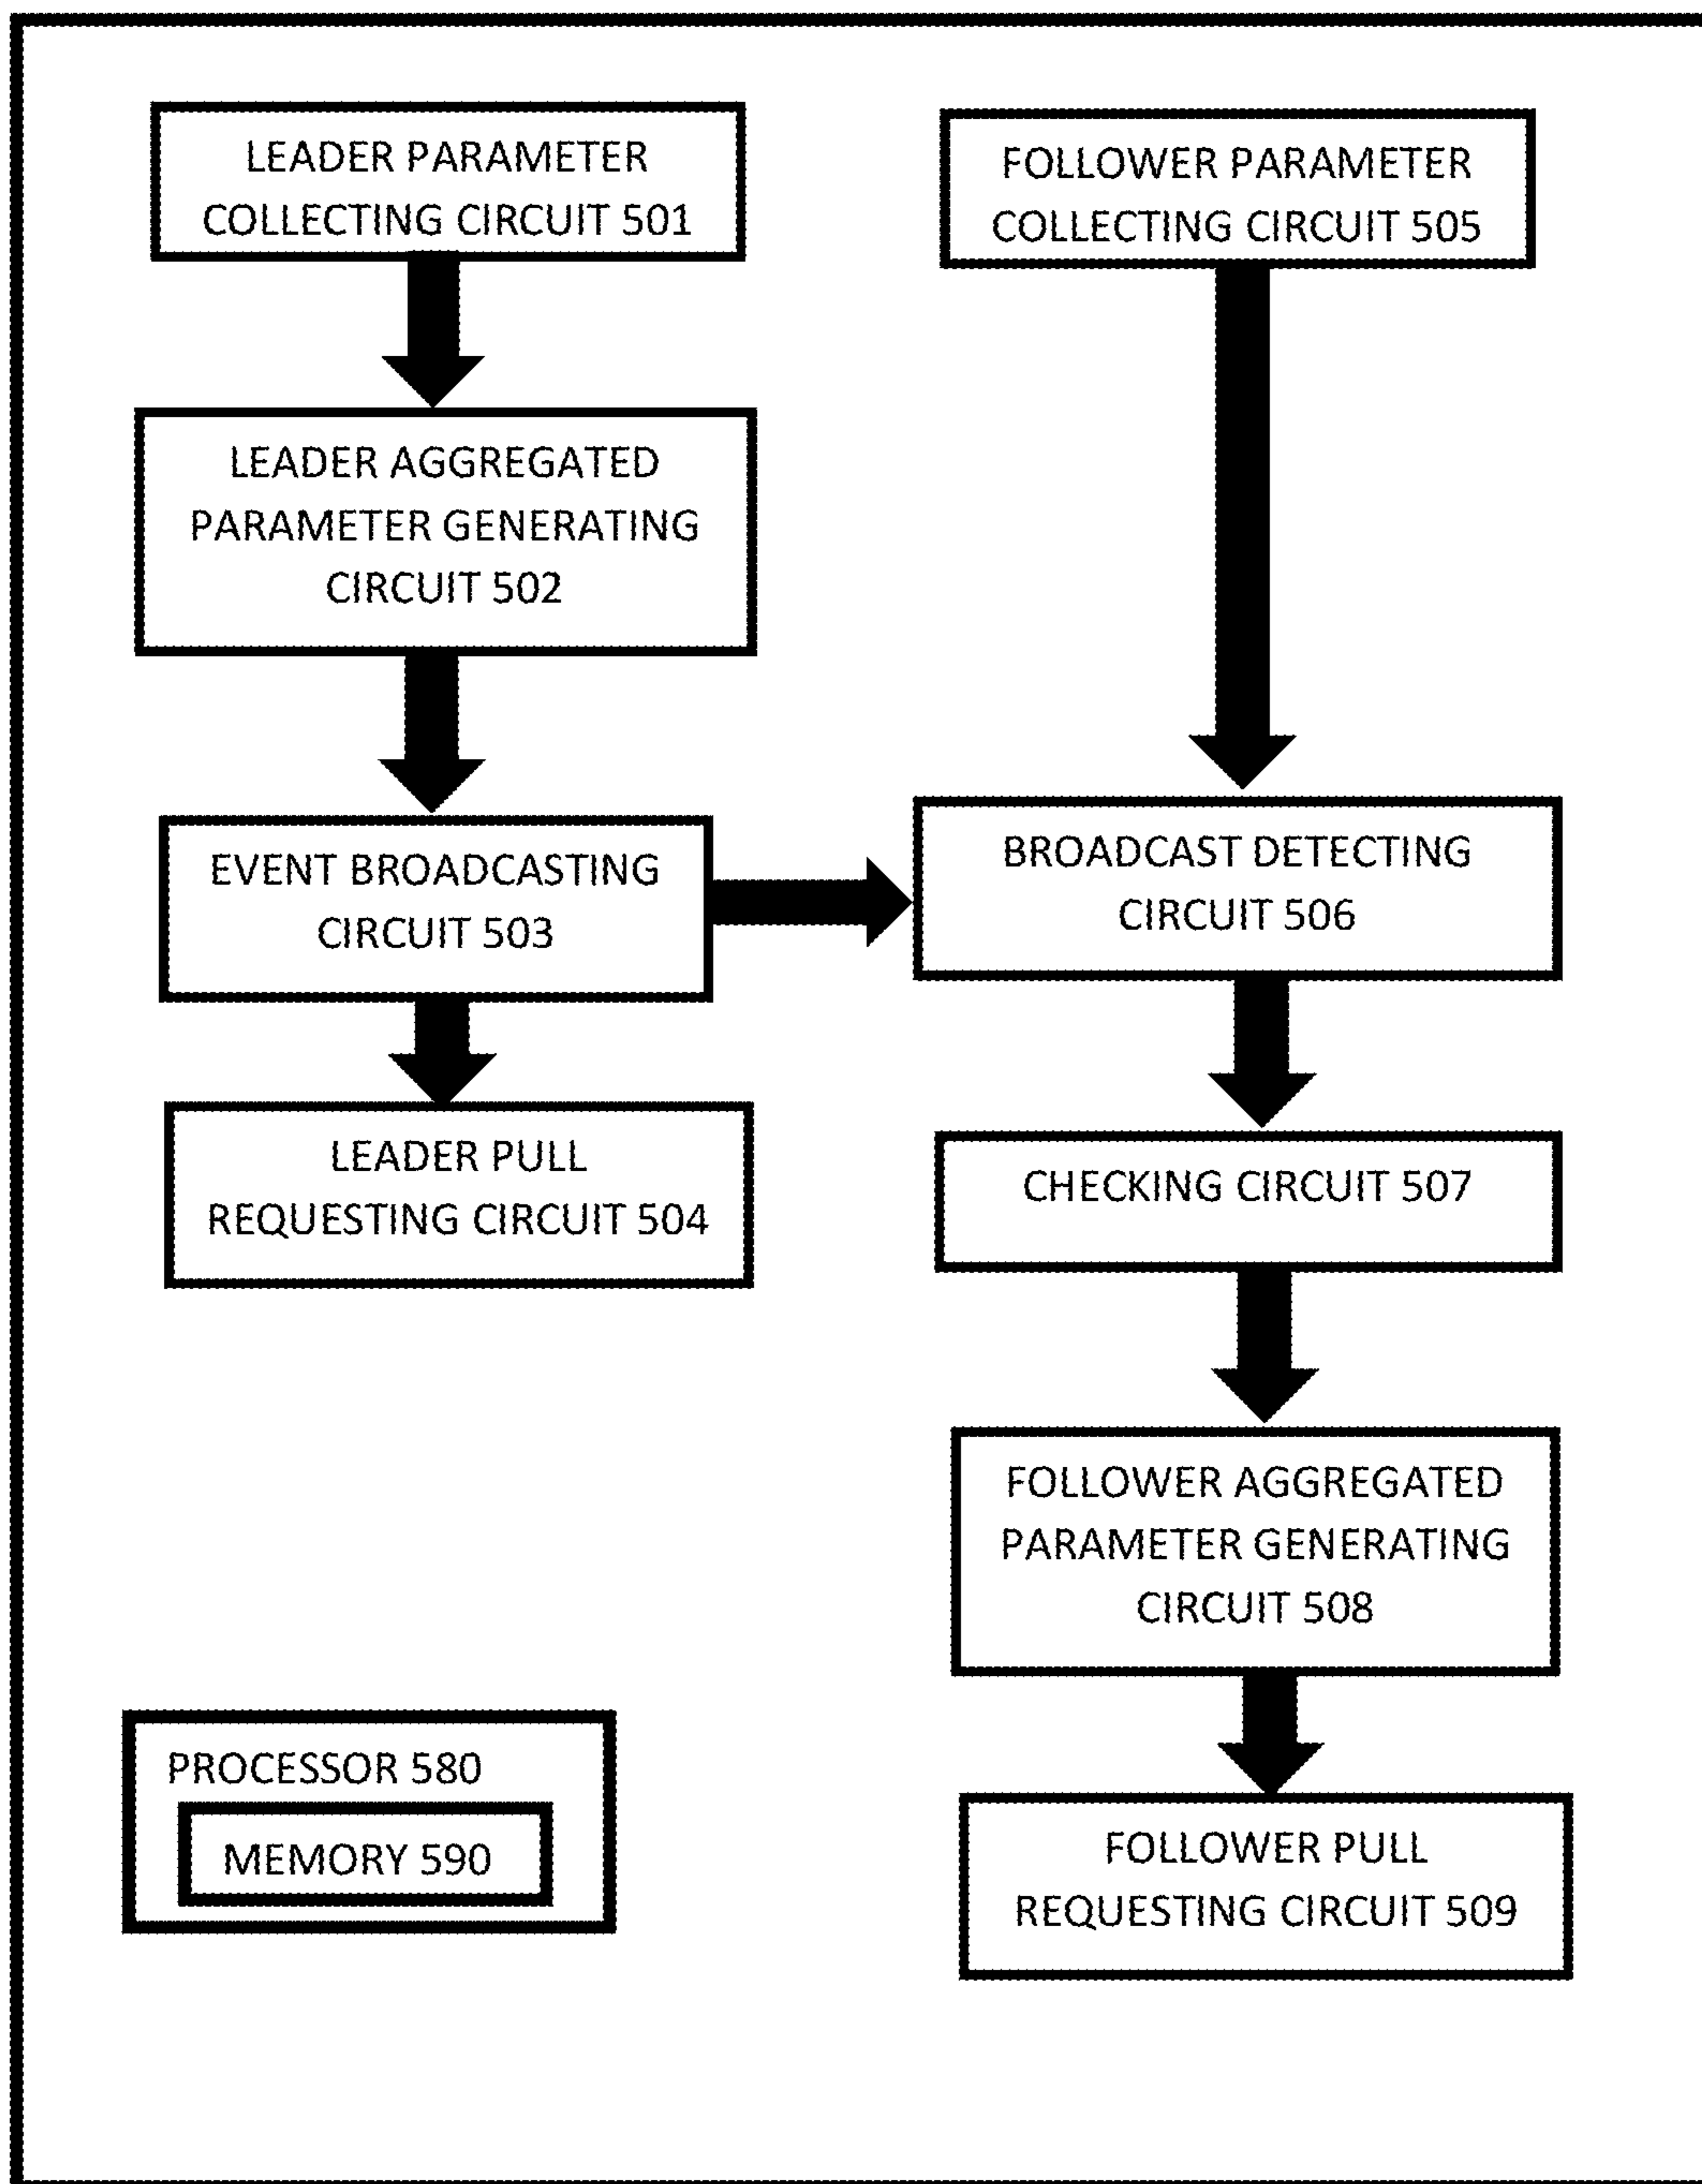 LEADER PARAMETER
COLLECTING CIRCUIT 501
LEADER AGGREGATED
PARAMETER GENERATING
CIRCUIT 502
EVENT BROADCASTING
CIRCUIT 503
LEADER PULL
REQUESTING CIRCUIT 504
FOLLOWER PARAMETER
COLLECTING CIRCUIT 505
BROADCAST DETECTING
CIRCUIT 506
CHECKING CIRCUIT 507
FOLLOWER AGGREGATED
PARAMETER GENERATING
CIRCUIT 508
FOLLOWER PULL
REQUESTING CIRCUIT 509
PROCESSOR 580
MEMORY 590